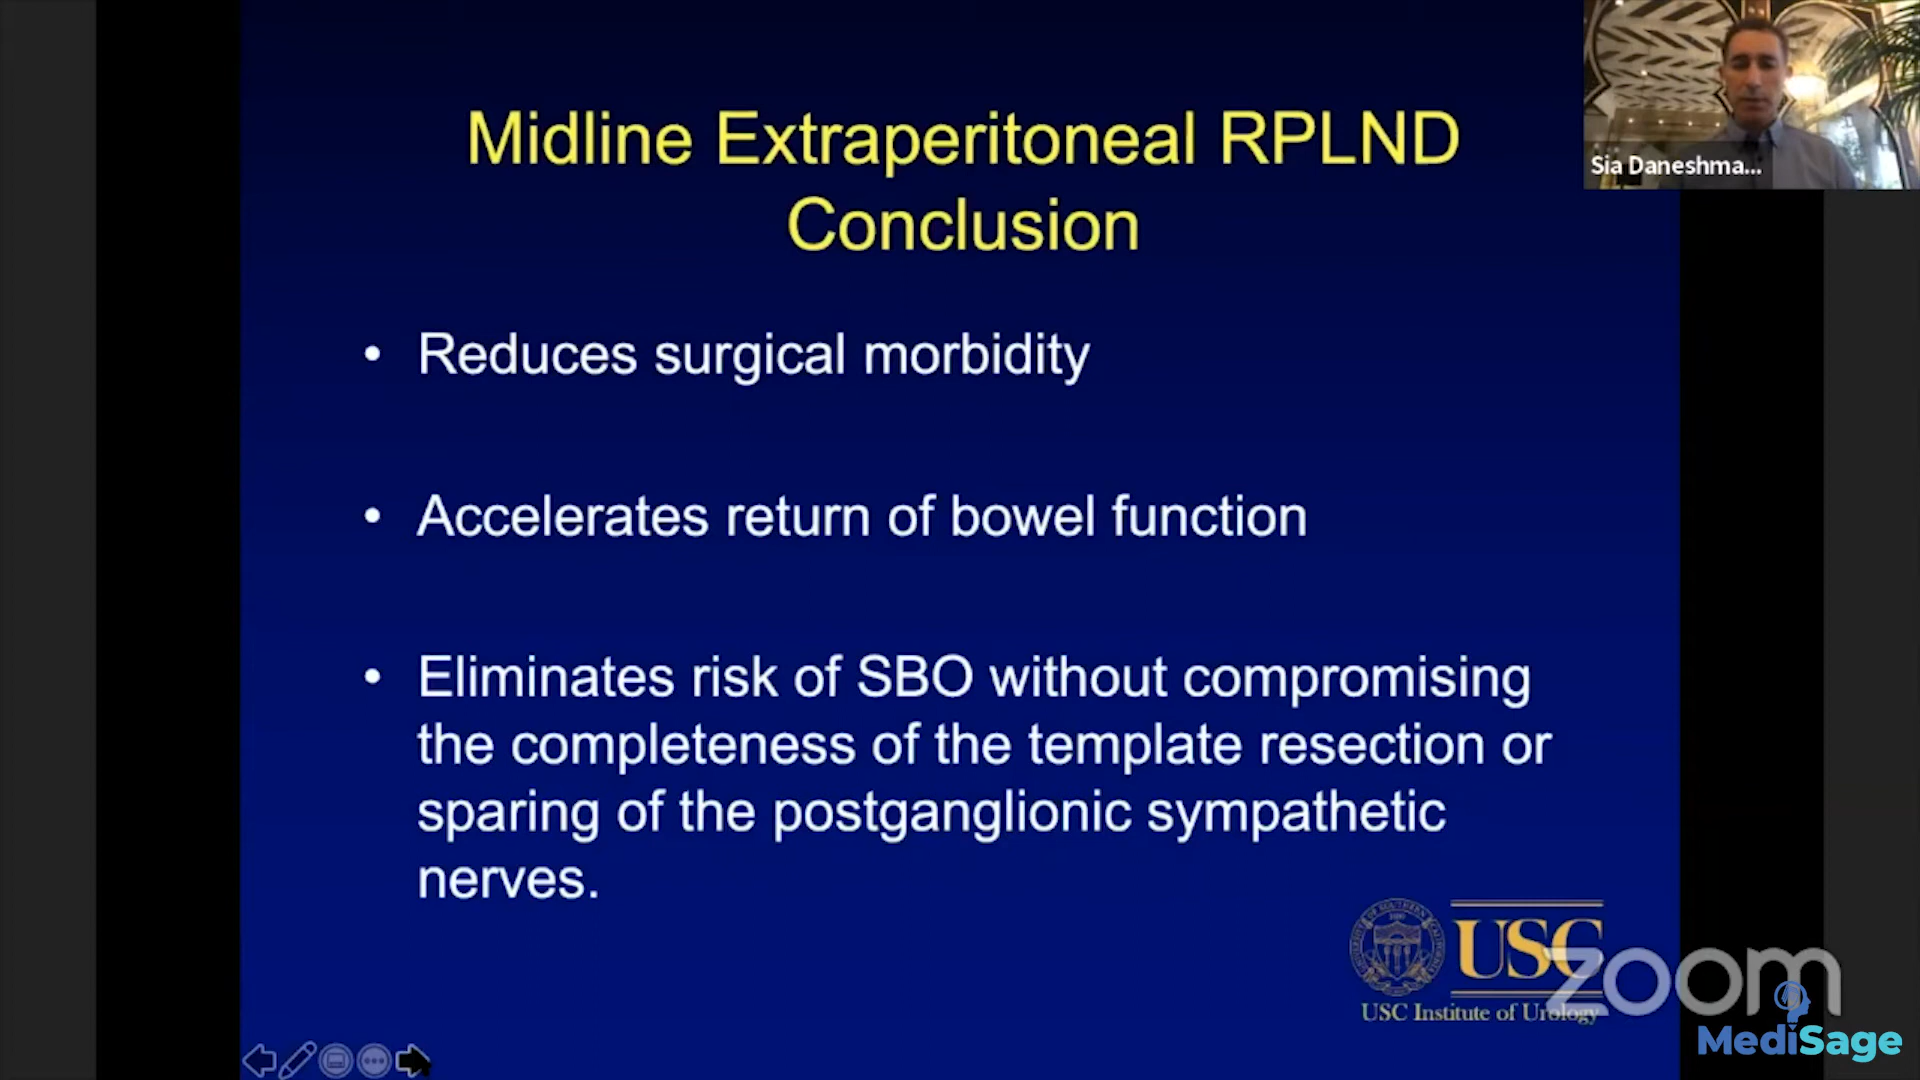 Midline Extraperitoneal RPLND
Conclusion
Sia Daneshma...
• Reduces surgical morbidity
• Accelerates return of bowel function
• Eliminates risk of SBO without compromising
the completeness of the template resection or
sparing of the postganglionic sympathetic
nerves.
USC
USC Institute of Urology
zoom
MediSage